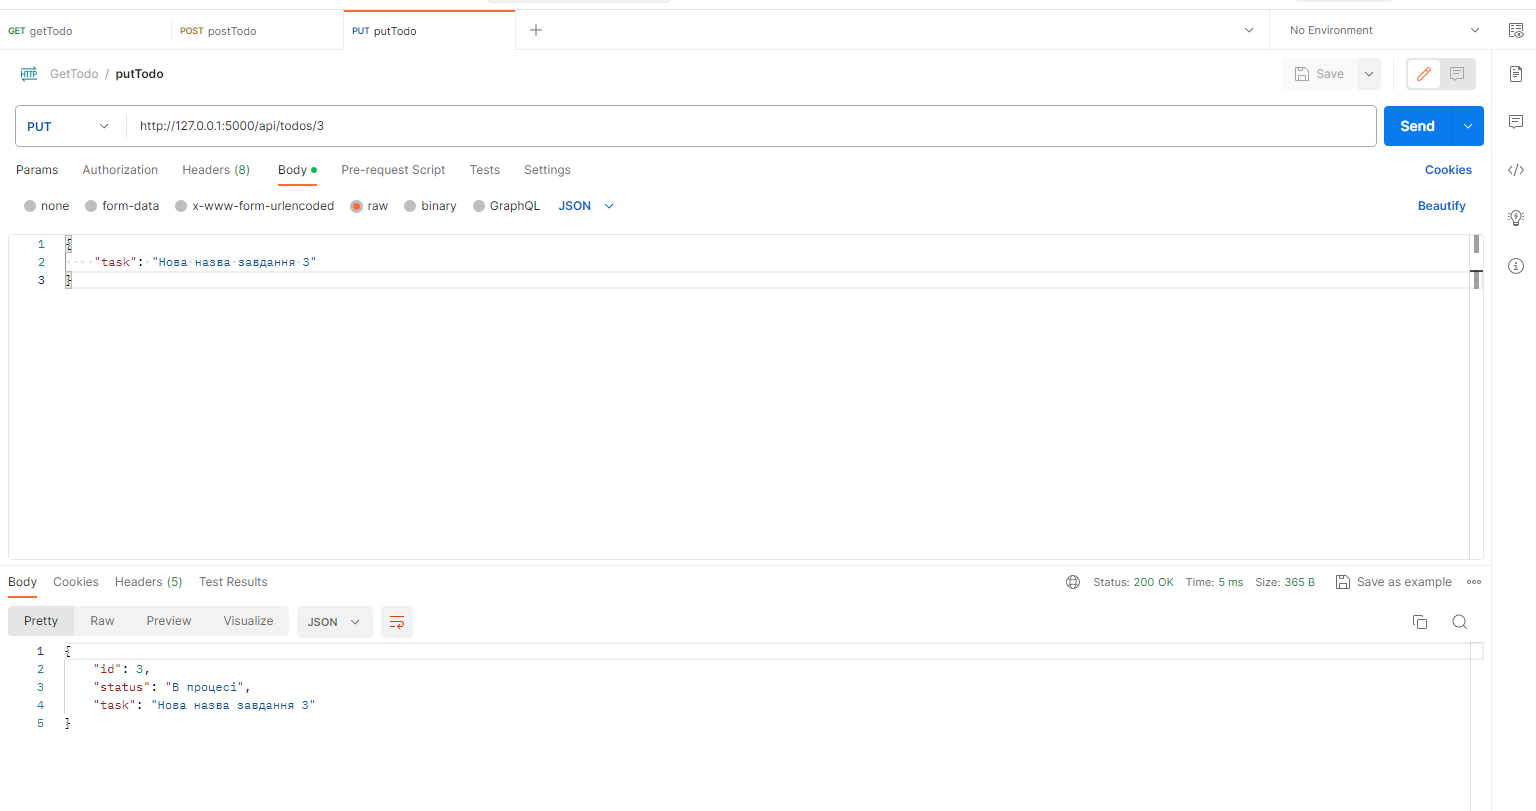 GET getTodo POST postTodo PUT putTodo No Environment
HTTP GetTodo / putTodo Save
PUT http://127.0.0.1:5000/api/todos/3 Send
Params Authorization Headers (8) Body Pre-request Script Tests Settings Cookies
none form-data x-www-form-urlencoded raw binary GraphQL JSON Beautify
1 {
2 "task": "Нова назва завдання 3"
3 }
Body Cookies Headers (5) Test Results Status: 200 OK Time: 5 ms Size: 365 B Save as example
Pretty Raw Preview Visualize JSON
1 {
2 "id": 3,
3 "status": "В процесі",
4 "task": "Нова назва завдання 3"
5 }